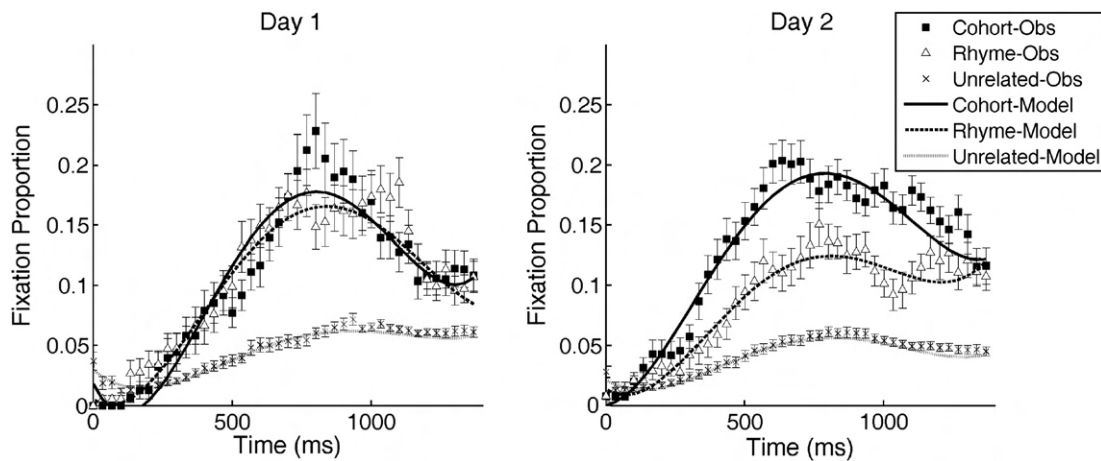 Day 1
Day 2
Cohort-Obs
Rhyme-Obs
Unrelated-Obs
Cohort-Model
Rhyme-Model
Unrelated-Model
Fixation Proportion
0.25
0.2
0.15
0.1
0.05
0
0
500
1000
Time (ms)
Fixation Proportion
0.25
0.2
0.15
0.1
0.05
0
0
500
1000
Time (ms)